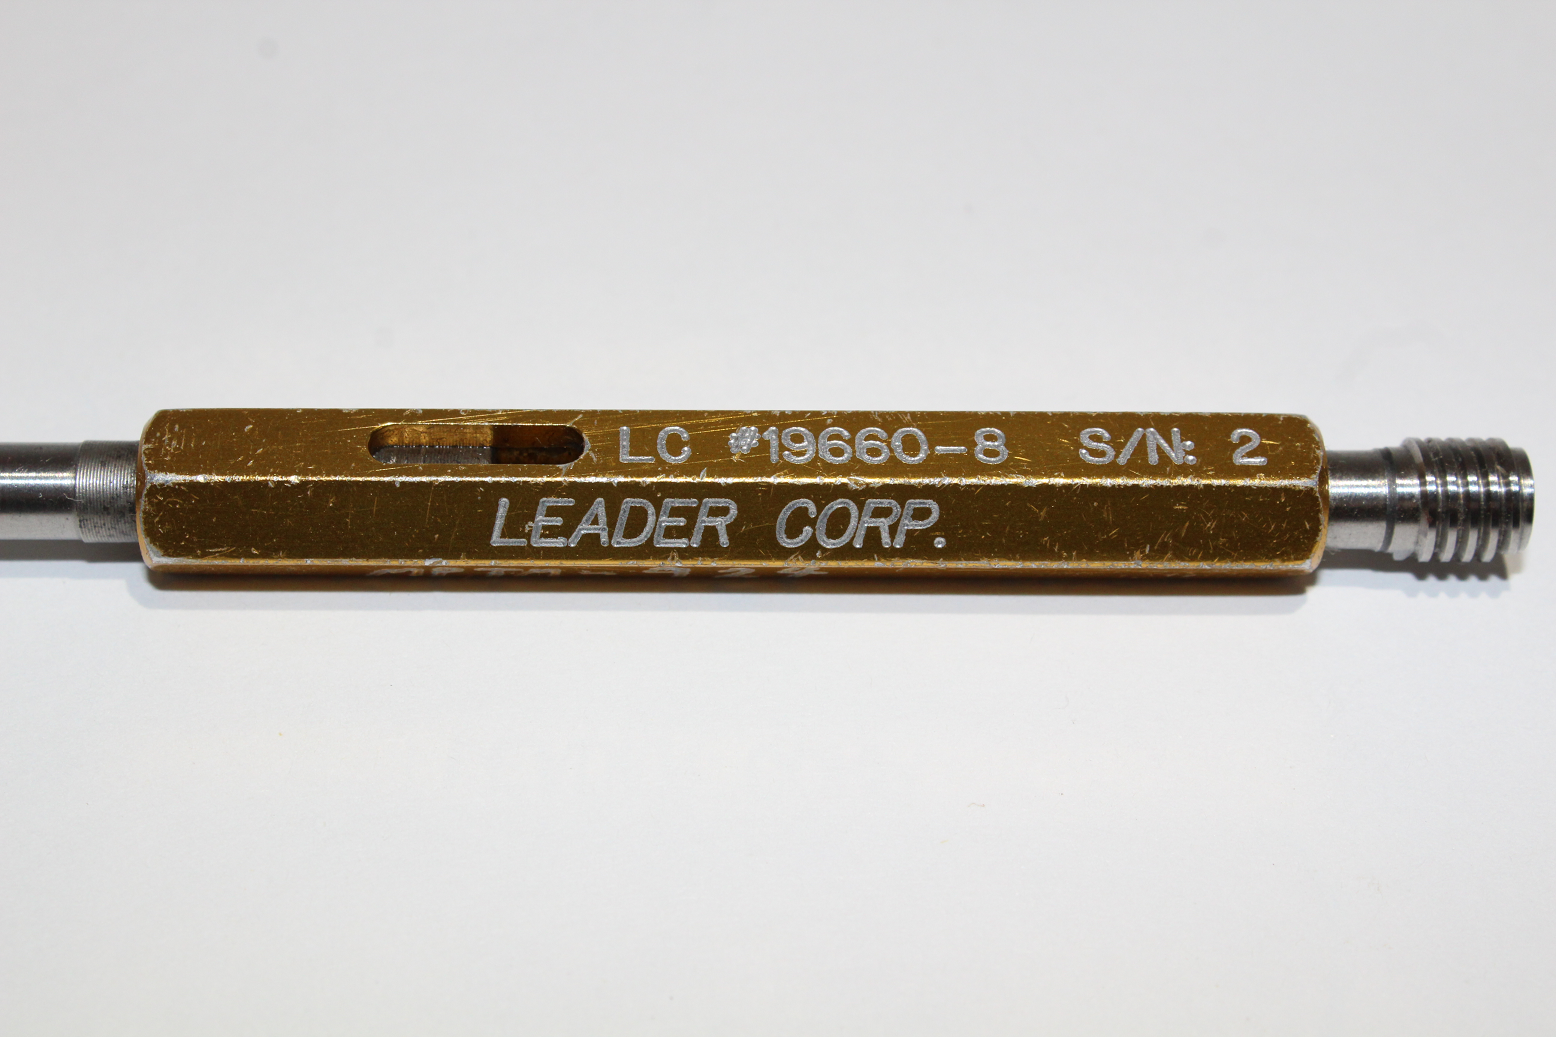 LC #19660-8 S/N: 2
LEADER CORP.